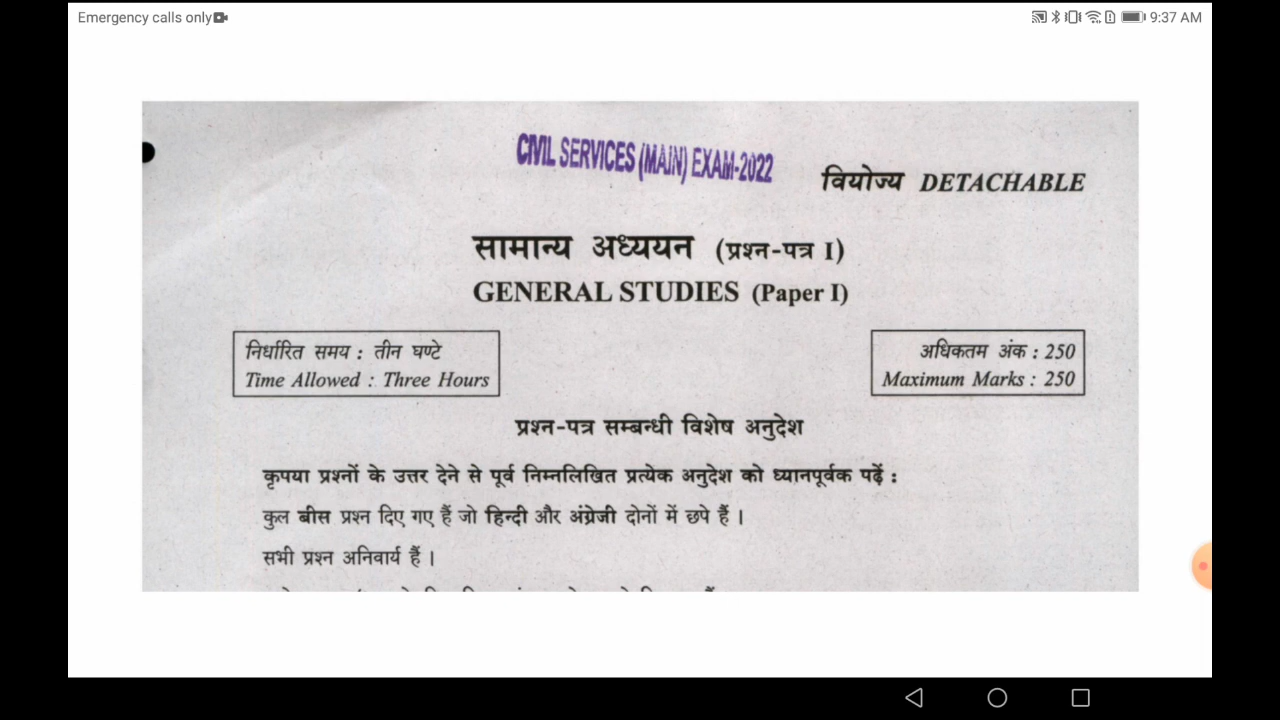 Emergency calls only
9:37 AM
CIVIL SERVICES (MAIN) EXAM-2022
वियोज्य DETACHABLE
सामान्य अध्ययन (प्रश्न-पत्र I)
GENERAL STUDIES (Paper I)
निर्धारित समय : तीन घण्टे
Time Allowed : Three Hours
अधिकतम अंक : 250
Maximum Marks : 250
प्रश्न-पत्र सम्बन्धी विशेष अनुदेश
कृपया प्रश्नों के उत्तर देने से पूर्व निम्नलिखित प्रत्येक अनुदेश को ध्यानपूर्वक पढ़ें :
कुल बीस प्रश्न दिए गए हैं जो हिन्दी और अंग्रेजी दोनों में छपे हैं ।
सभी प्रश्न अनिवार्य हैं ।